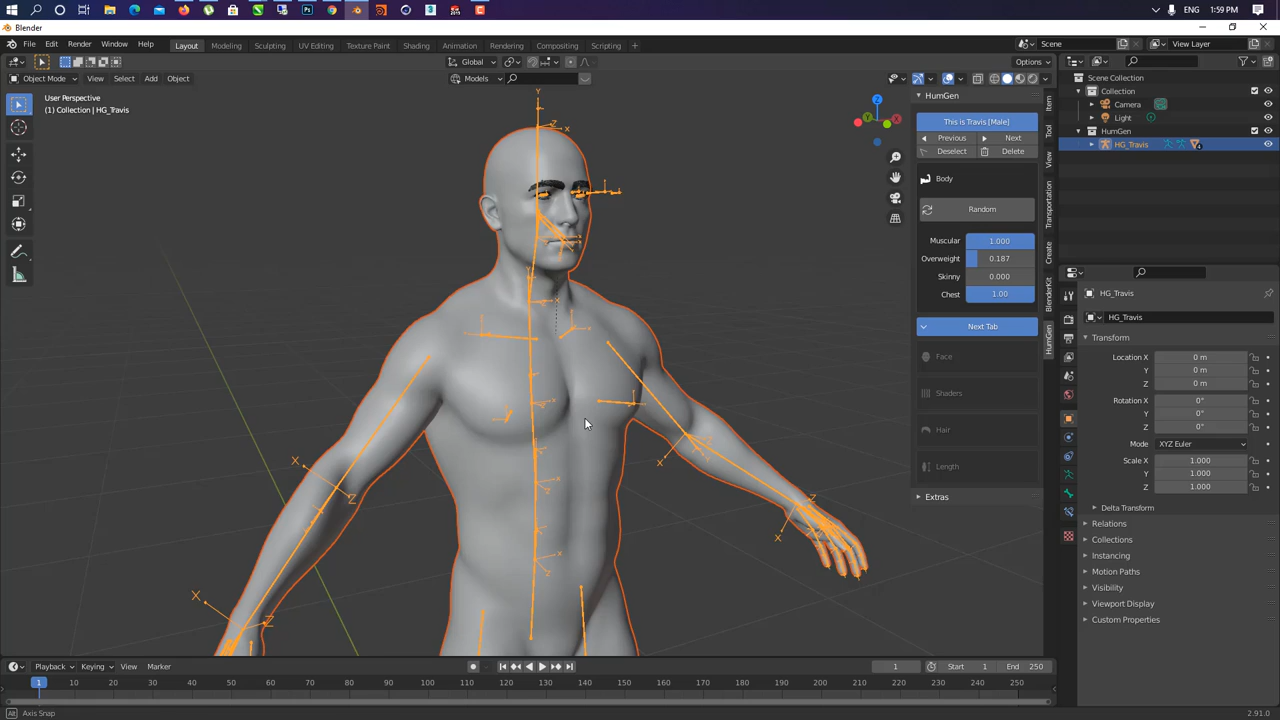 ENG 1:59 PM
Blender
File Edit Render Window Help Layout Modeling Sculpting UV Editing Texture Paint Shading Animation Rendering Compositing Scripting + Scene View Layer
Global Options
Object Mode View Select Add Object Models
User Perspective
(1) Collection | HG_Travis
HumGen
This is Travis [Male]
Previous Next
Deselect Delete
Body
Random
Muscular 1.000
Overweight 0.187
Skinny 0.000
Chest 1.00
Next Tab
Face
Shaders
Hair
Length
Extras
Item
Tool
View
Transportation
Create
BlenderKit
HumGen
Scene Collection
Collection
Camera
Light
HumGen
HG_Travis
HG_Travis
HG_Travis
Transform
Location X 0 m
Y 0 m
Z 0 m
Rotation X 0°
Y 0°
Z 0°
Mode XYZ Euler
Scale X 1.000
Y 1.000
Z 1.000
Delta Transform
Relations
Collections
Instancing
Motion Paths
Visibility
Viewport Display
Custom Properties
Playback Keying View Marker 1 Start 1 End 250
1 10 20 30 40 50 60 70 80 90 100 110 120 130 140 150 160 170 180 190 200 210 220 230 240 250
Axis Snap 2.91.0